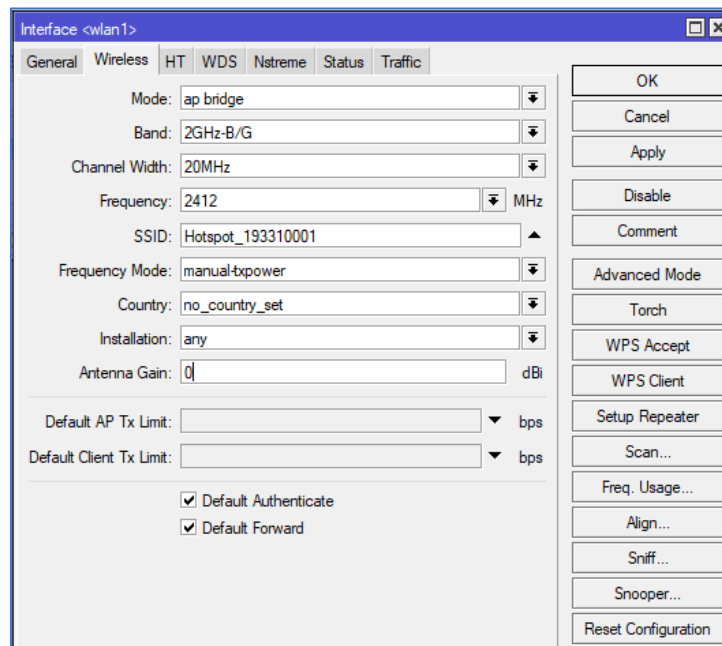 Interface <wlan1>
General Wireless HT WDS Nstreme Status Traffic
Mode: ap bridge
Band: 2GHz-B/G
Channel Width: 20MHz
Frequency: 2412 MHz
SSID: Hotspot_193310001
Frequency Mode: manual-txpower
Country: no_country_set
Installation: any
Antenna Gain: 0 dBi
Default AP Tx Limit: bps
Default Client Tx Limit: bps
Default Authenticate
Default Forward
OK
Cancel
Apply
Disable
Comment
Advanced Mode
Torch
WPS Accept
WPS Client
Setup Repeater
Scan...
Freq. Usage...
Align...
Sniff...
Snooper...
Reset Configuration